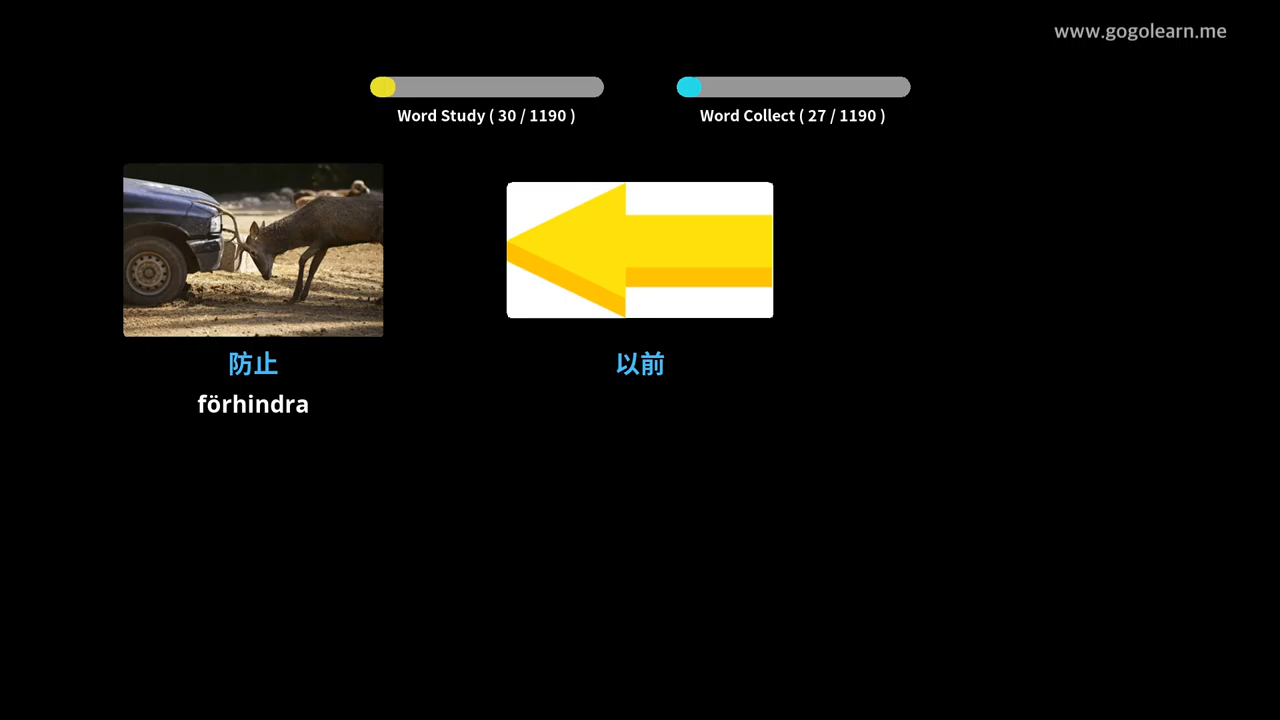 www.gogolearn.me
Word Study ( 30 / 1190 )
Word Collect ( 27 / 1190 )
防止
以前
förhindra